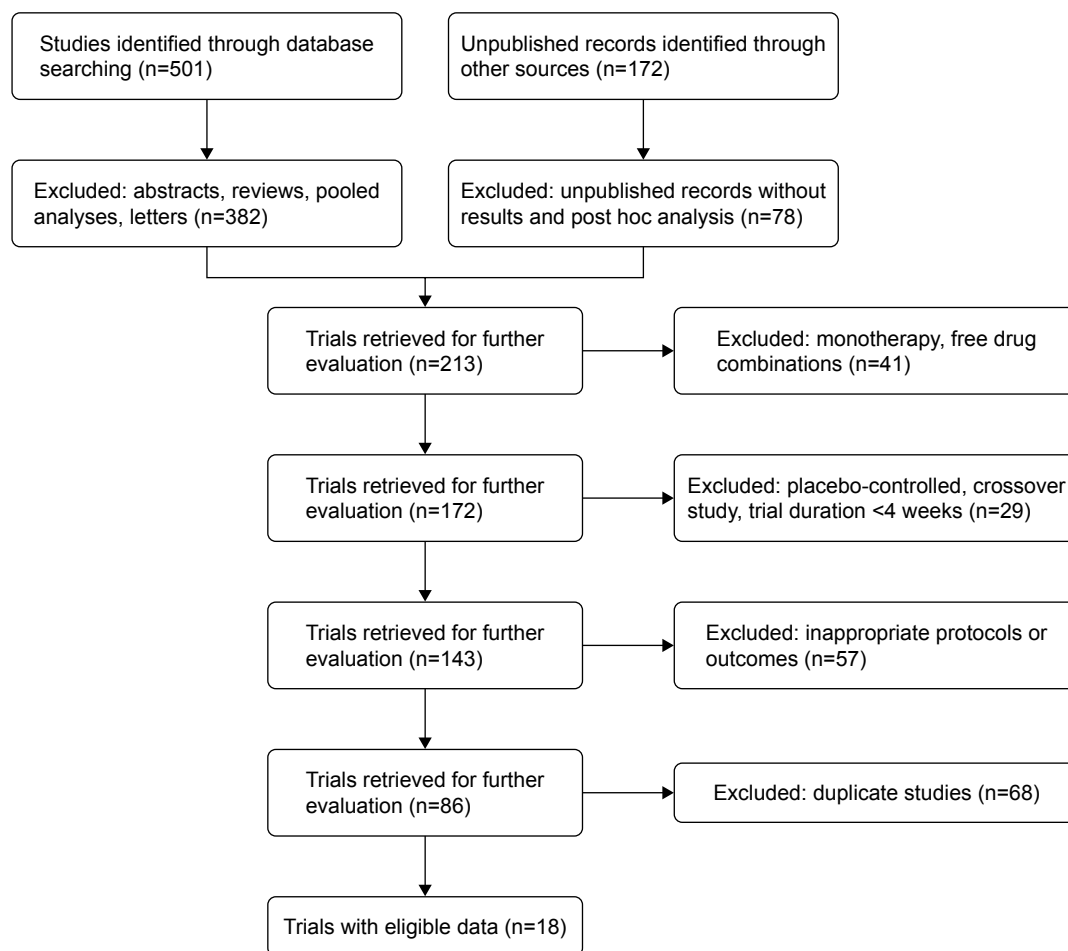 Studies identified through database
searching (n=501)
Unpublished records identified through
other sources (n=172)
Excluded: abstracts, reviews, pooled
analyses, letters (n=382)
Excluded: unpublished records without
results and post hoc analysis (n=78)
Trials retrieved for further
evaluation (n=213)
Excluded: monotherapy, free drug
combinations (n=41)
Trials retrieved for further
evaluation (n=172)
Excluded: placebo-controlled, crossover
study, trial duration <4 weeks (n=29)
Trials retrieved for further
evaluation (n=143)
Excluded: inappropriate protocols or
outcomes (n=57)
Trials retrieved for further
evaluation (n=86)
Excluded: duplicate studies (n=68)
Trials with eligible data (n=18)